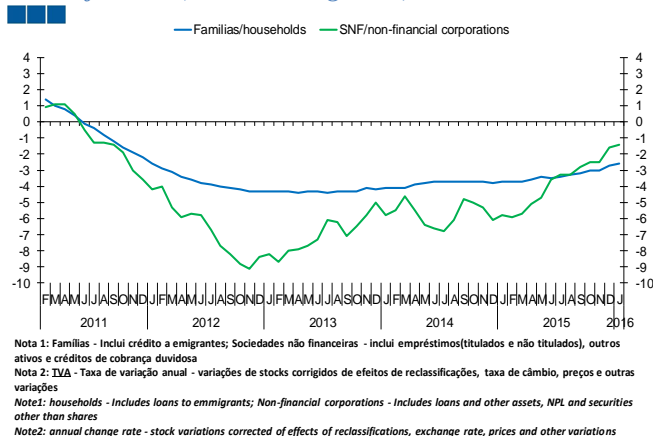 Familias/households SNF/non-financial corporations
4 4
3 3
2 2
1 1
0 0
-1 -1
-2 -2
-3 -3
-4 -4
-5 -5
-6 -6
-7 -7
-8 -8
-9 -9
-10 -10
F M A M J J A S O N D J F M A M J J A S O N D J F M A M J J A S O N D J F M A M J J A S O N D J F M A M J J A S O N D J
2011 2012 2013 2014 2015 2016
Nota 1: Famílias - Inclui crédito a emigrantes; Sociedades não financeiras - inclui empréstimos(titulados e não titulados), outros
ativos e créditos de cobrança duvidosa
Nota 2: TVA - Taxa de variação anual - variações de stocks corrigidos de efeitos de reclassificações, taxa de câmbio, preços e outras
variações
Note1: households - Includes loans to emmigrants; Non-financial corporations - Includes loans and other assets, NPL and securities
other than shares
Note2: annual change rate - stock variations corrected of effects of reclassifications, exchange rate, prices and other variations